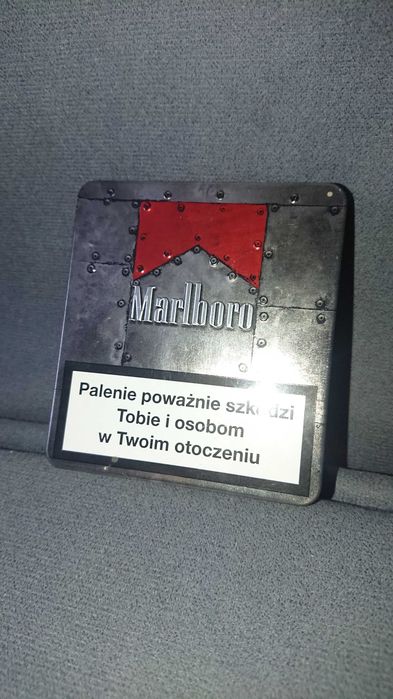 Marlboro
Palenie poważnie szkodzi
Tobie i osobom
w Twoim otoczeniu